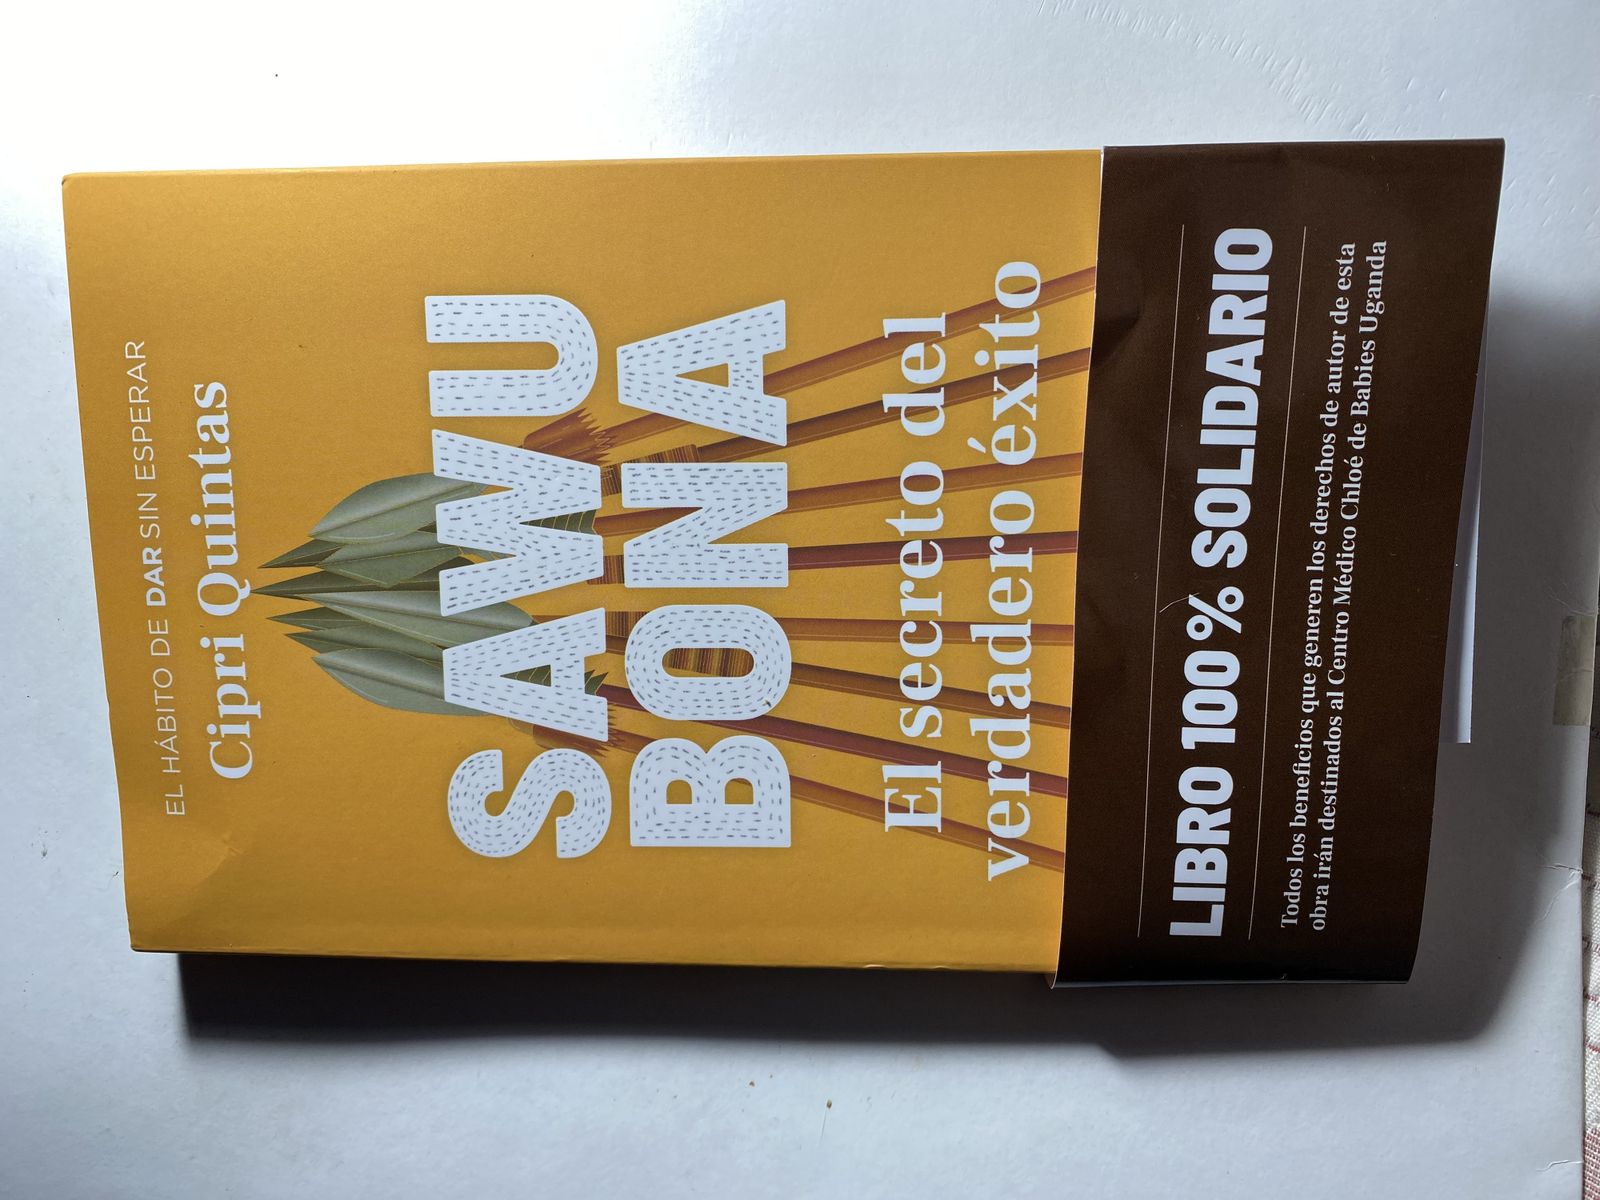 EL HÁBITO DE DAR SIN ESPERAR
Cipri Quintas
SAWU
BONA
El secreto del
verdadero éxito
LIBRO 100 % SOLIDARIO
Todos los beneficios que generen los derechos de autor de esta
obra irán destinados al Centro Médico Chloé de Babies Uganda